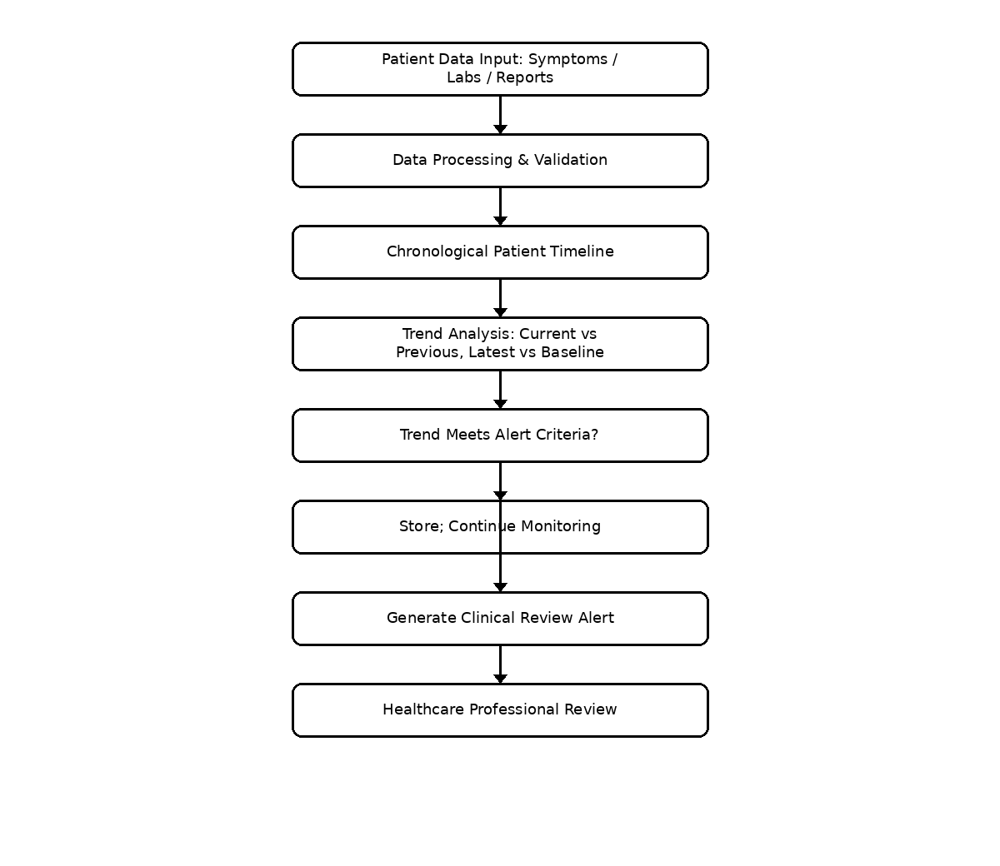 Patient Data Input: Symptoms /
Labs / Reports
Data Processing & Validation
Chronological Patient Timeline
Trend Analysis: Current vs
Previous, Latest vs Baseline
Trend Meets Alert Criteria?
Store; Continue Monitoring
Generate Clinical Review Alert
Healthcare Professional Review